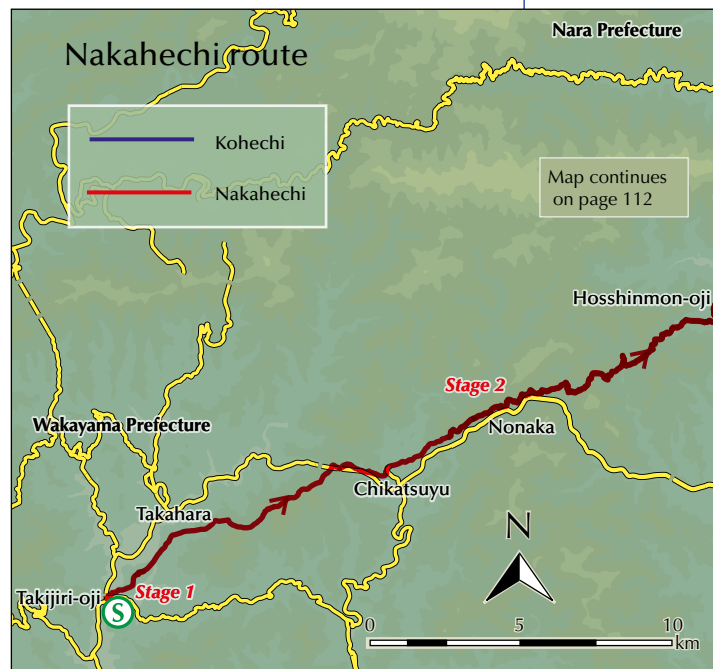 Nara Prefecture
Nakahechi route
Kohechi
Nakahechi
Map continues
on page 112
Hosshinmon-oji
Stage 2
Wakayama Prefecture
Nonaka
Chikatsuyu
Takahara
N
Takijiri-oji
Stage 1
S
0 5 10
km